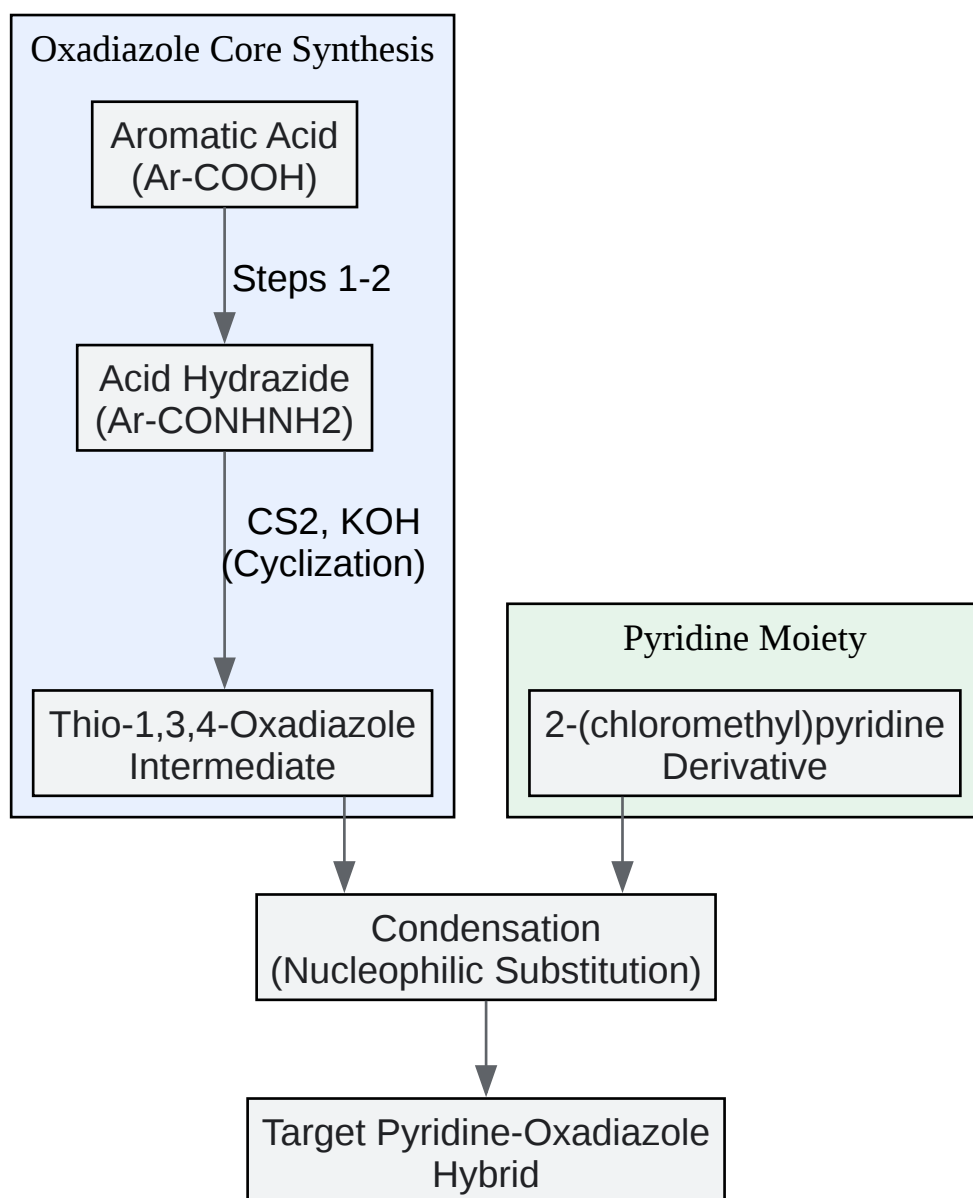 Oxadiazole Core Synthesis
Aromatic Acid
(Ar-COOH)
Steps 1-2
Acid Hydrazide
(Ar-CONHNH2)
CS2, KOH
(Cyclization)
Thio-1,3,4-Oxadiazole
Intermediate
Pyridine Moiety
2-(chloromethyl)pyridine
Derivative
Condensation
(Nucleophilic Substitution)
Target Pyridine-Oxadiazole
Hybrid